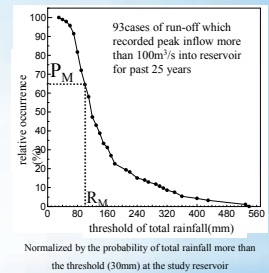 93cases of run-off which
recorded peak inflow more
than 100m³/s into reservoir
for past 25 years
relative occurrence
(%)
100
90
80
70
60
50
40
30
20
10
0
P_M
R_M
0 80 160 240 320 400 480 560
threshold of total rainfall(mm)
Normalized by the probability of total rainfall more than
the threshold (30mm) at the study reservoir